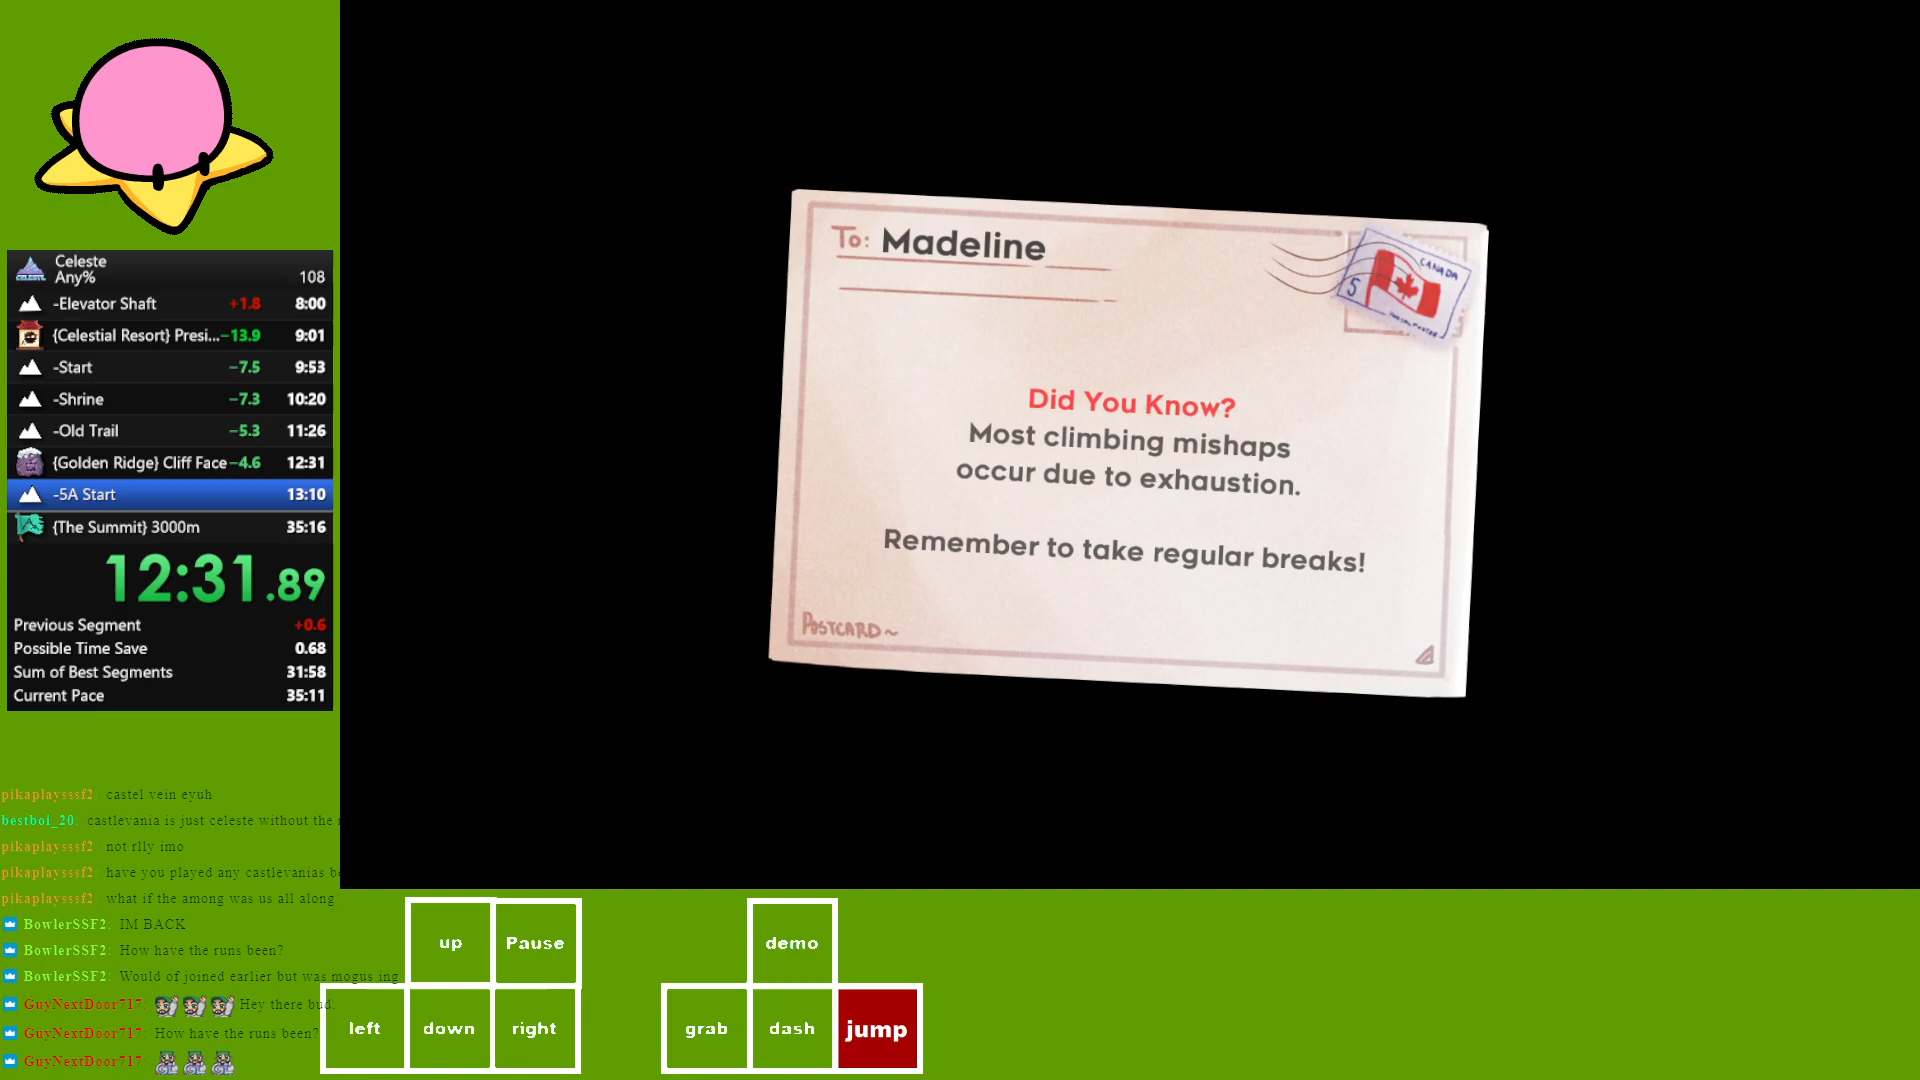 CELESTE
Celeste
Any%
108
-Elevator Shaft +1.8 8:00
{Celestial Resort} Presi... -13.9 9:01
-Start -7.5 9:53
-Shrine -7.3 10:20
-Old Trail -5.3 11:26
{Golden Ridge} Cliff Face -4.6 12:31
-5A Start 13:10
{The Summit} 3000m 35:16
12:31.89
Previous Segment +0.6
Possible Time Save 0.68
Sum of Best Segments 31:58
Current Pace 35:11
pikaplaysssf2: castel vein eyuh
bestboi_20: castlevania is just celeste without the
pikaplaysssf2: not rlly imo
pikaplaysssf2: have you played any castlevanias
pikaplaysssf2: what if the among was us all along
BowlerSSF2: IM BACK
BowlerSSF2: How have the runs been?
BowlerSSF2: Would of joined earlier but was mogus ing
GuyNextDoor717: Hey there bud.
GuyNextDoor717: How have the runs been?
GuyNextDoor717:
To: Madeline
CANADA
5
Did You Know?
Most climbing mishaps
occur due to exhaustion.
Remember to take regular breaks!
POSTCARD~
up Pause demo
left down right grab dash jump